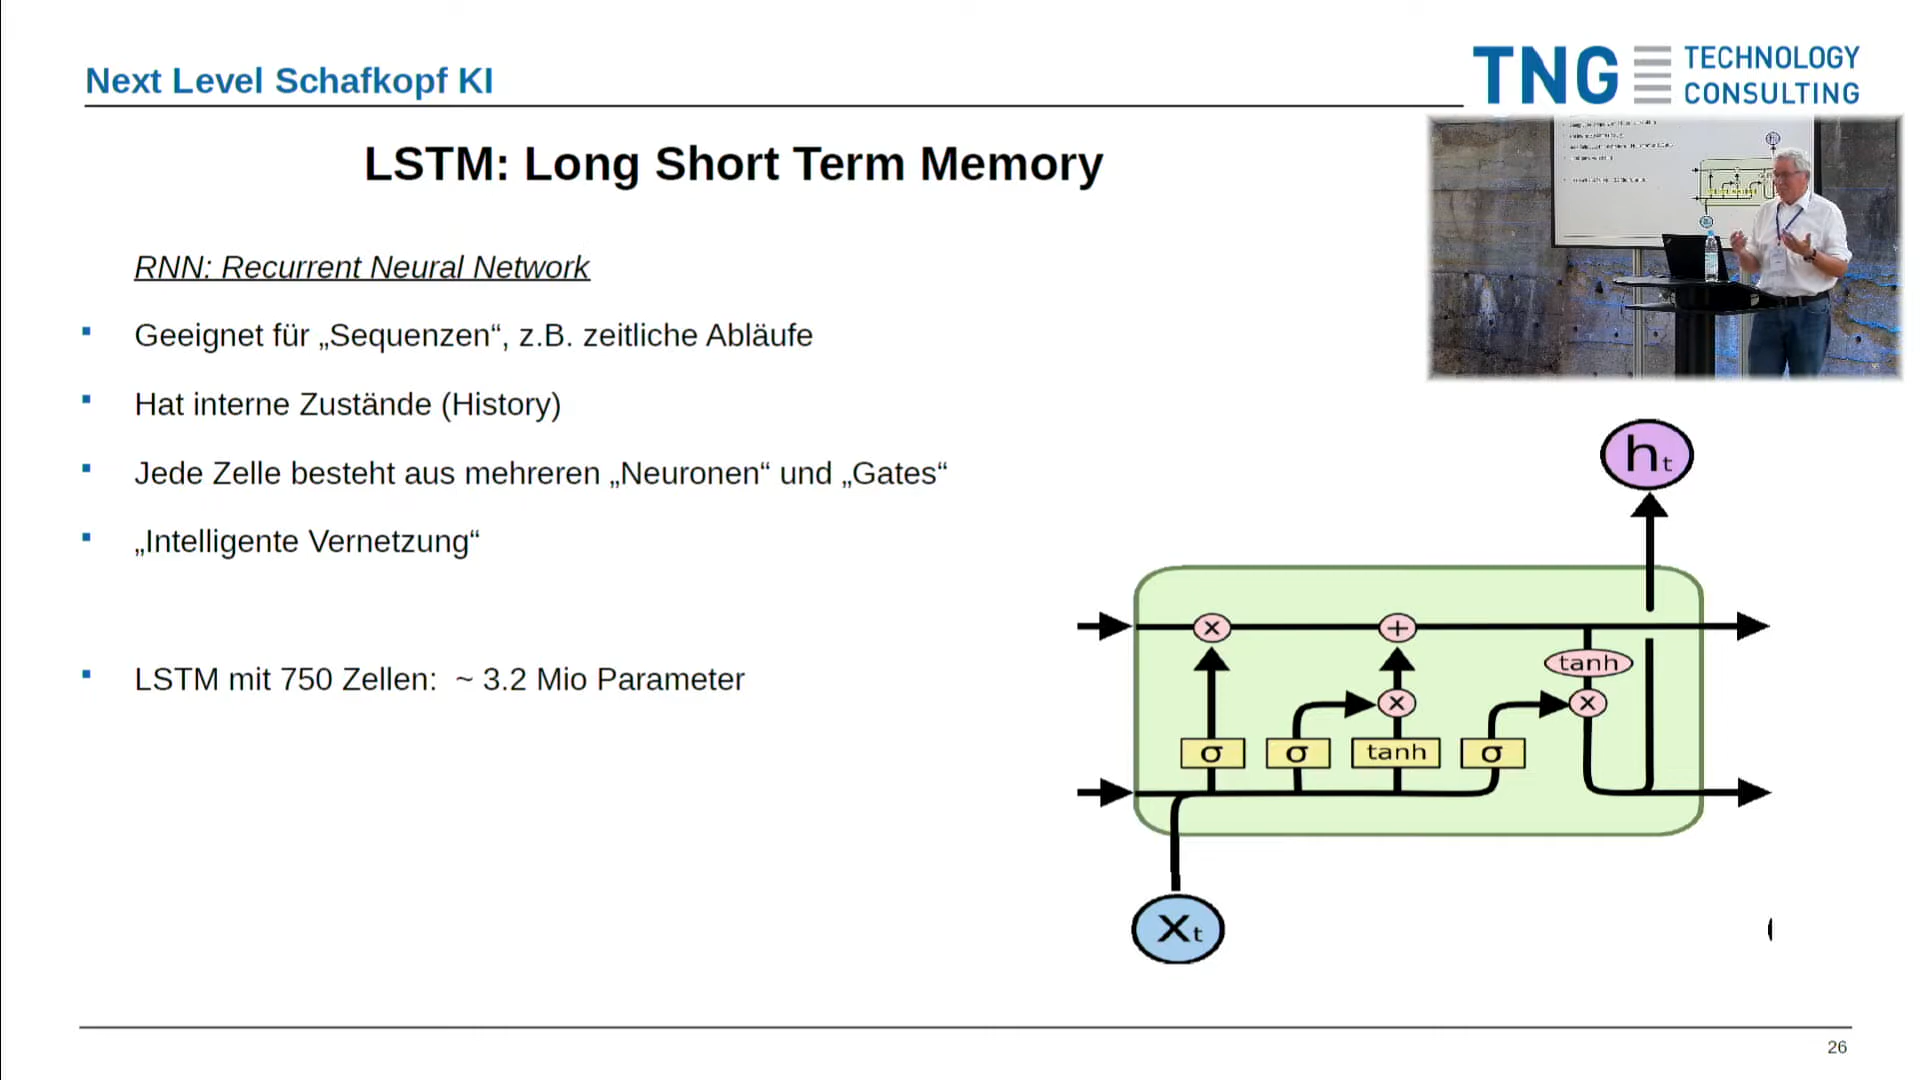 Next Level Schafkopf KI
TNG TECHNOLOGY CONSULTING
LSTM: Long Short Term Memory
RNN: Recurrent Neural Network
Geeignet für „Sequenzen“, z.B. zeitliche Abläufe
Hat interne Zustände (History)
Jede Zelle besteht aus mehreren „Neuronen“ und „Gates“
„Intelligente Vernetzung“
LSTM mit 750 Zellen:  ~ 3.2 Mio Parameter
ht
x +
tanh
x x
σ σ tanh σ
Xt
26